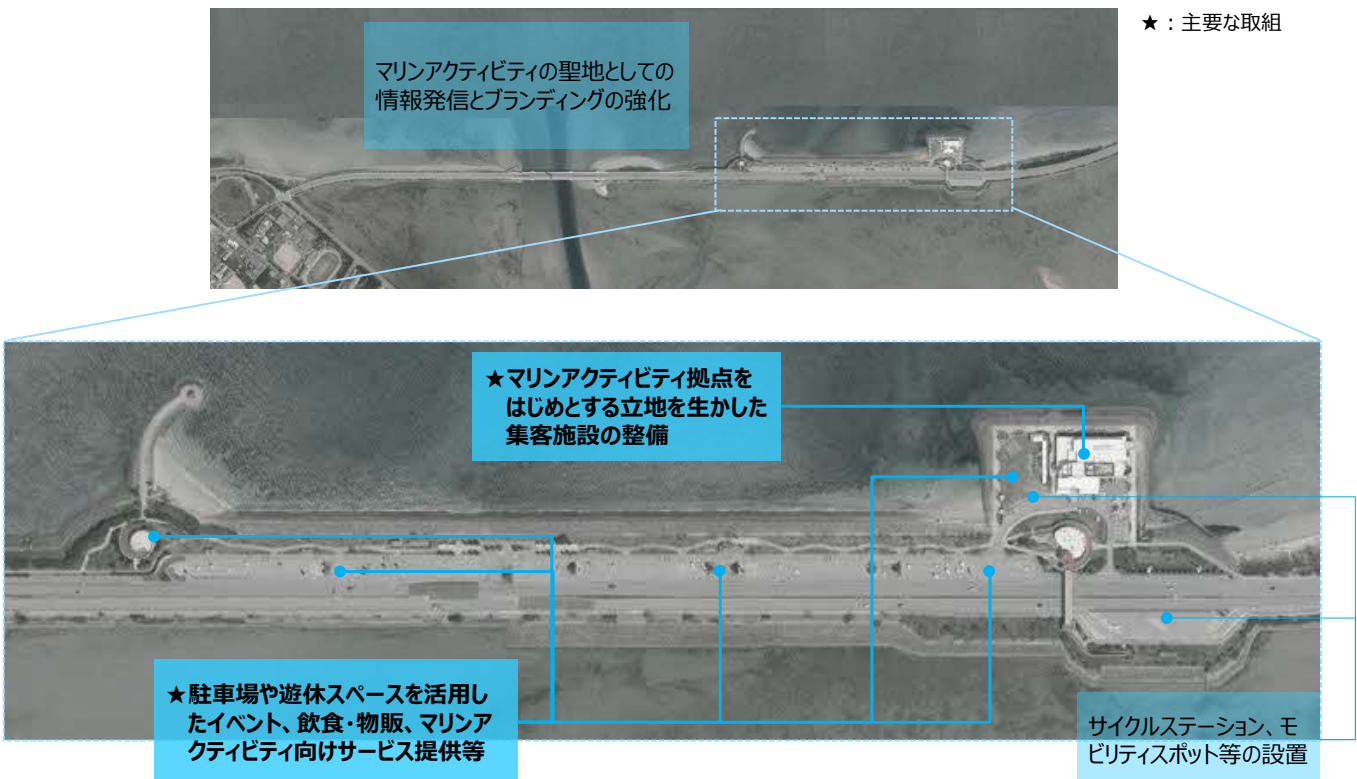 ★：主要な取組
マリンアクティビティの聖地としての
情報発信とブランディングの強化
★マリンアクティビティ拠点を
はじめとする立地を生かした
集客施設の整備
★駐車場や遊休スペースを活用し
たイベント、飲食・物販、マリンア
クティビティ向けサービス提供等
サイクルステーション、モ
ビリティスポット等の設置